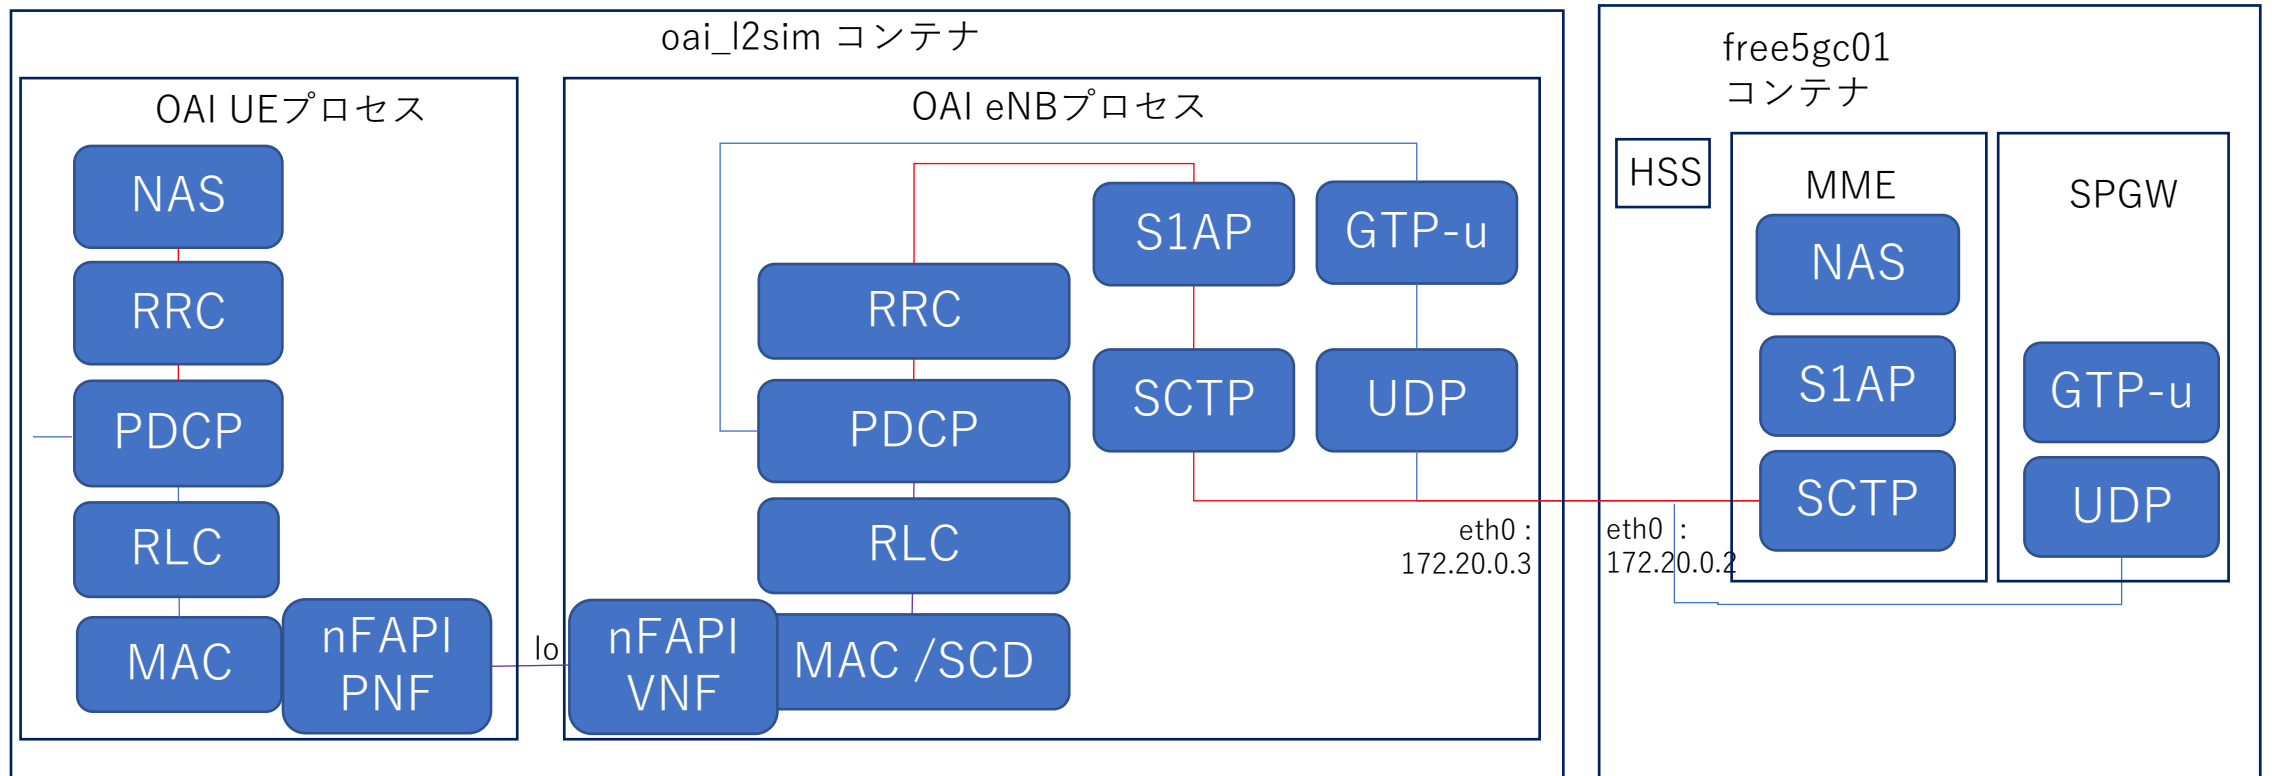 oai_l2sim コンテナ
OAI UEプロセス
NAS
RRC
PDCP
RLC
MAC
nFAPI
PNF
lo
OAI eNBプロセス
S1AP
GTP-u
RRC
SCTP
UDP
PDCP
RLC
nFAPI
VNF
MAC /SCD
eth0：
172.20.0.3
free5gc01
コンテナ
HSS
MME
NAS
S1AP
SCTP
SPGW
GTP-u
UDP
eth0：
172.20.0.2